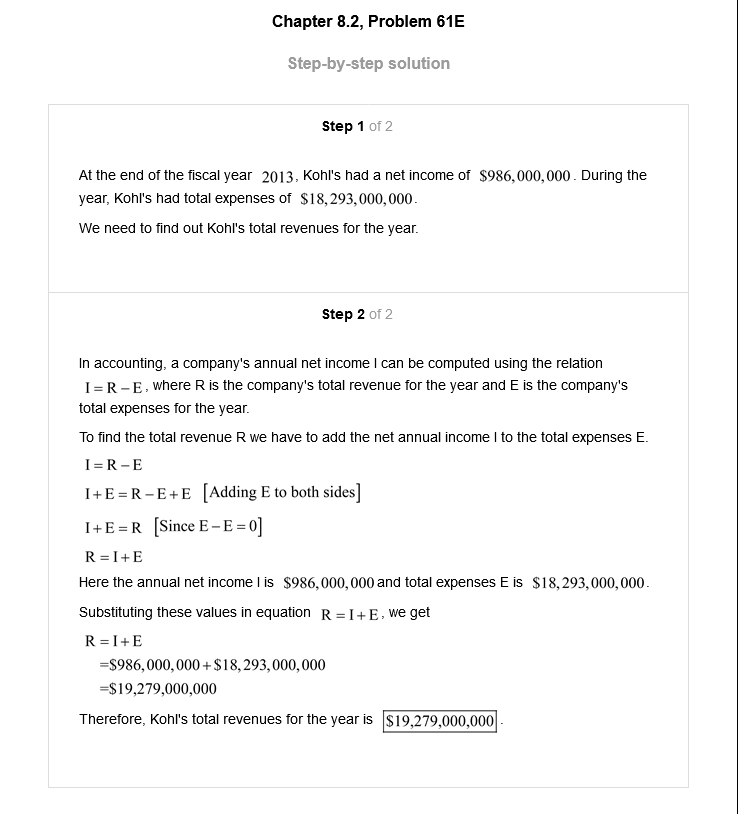 Chapter 8.2, Problem 61E
Step-by-step solution
Step 1 of 2
At the end of the fiscal year 2013, Kohl's had a net income of $986,000,000. During the
year, Kohl's had total expenses of $18,293,000,000.
We need to find out Kohl's total revenues for the year.
Step 2 of 2
In accounting, a company's annual net income I can be computed using the relation
I=R−E, where R is the company's total revenue for the year and E is the company's
total expenses for the year.
To find the total revenue R we have to add the net annual income I to the total expenses E.
I=R−E
I+E=R−E+E [Adding E to both sides]
I+E=R [Since E−E=0]
R=I+E
Here the annual net income I is $986,000,000 and total expenses E is $18,293,000,000.
Substituting these values in equation R=I+E, we get
R=I+E
=$986,000,000+$18,293,000,000
=$19,279,000,000
Therefore, Kohl's total revenues for the year is $19,279,000,000.